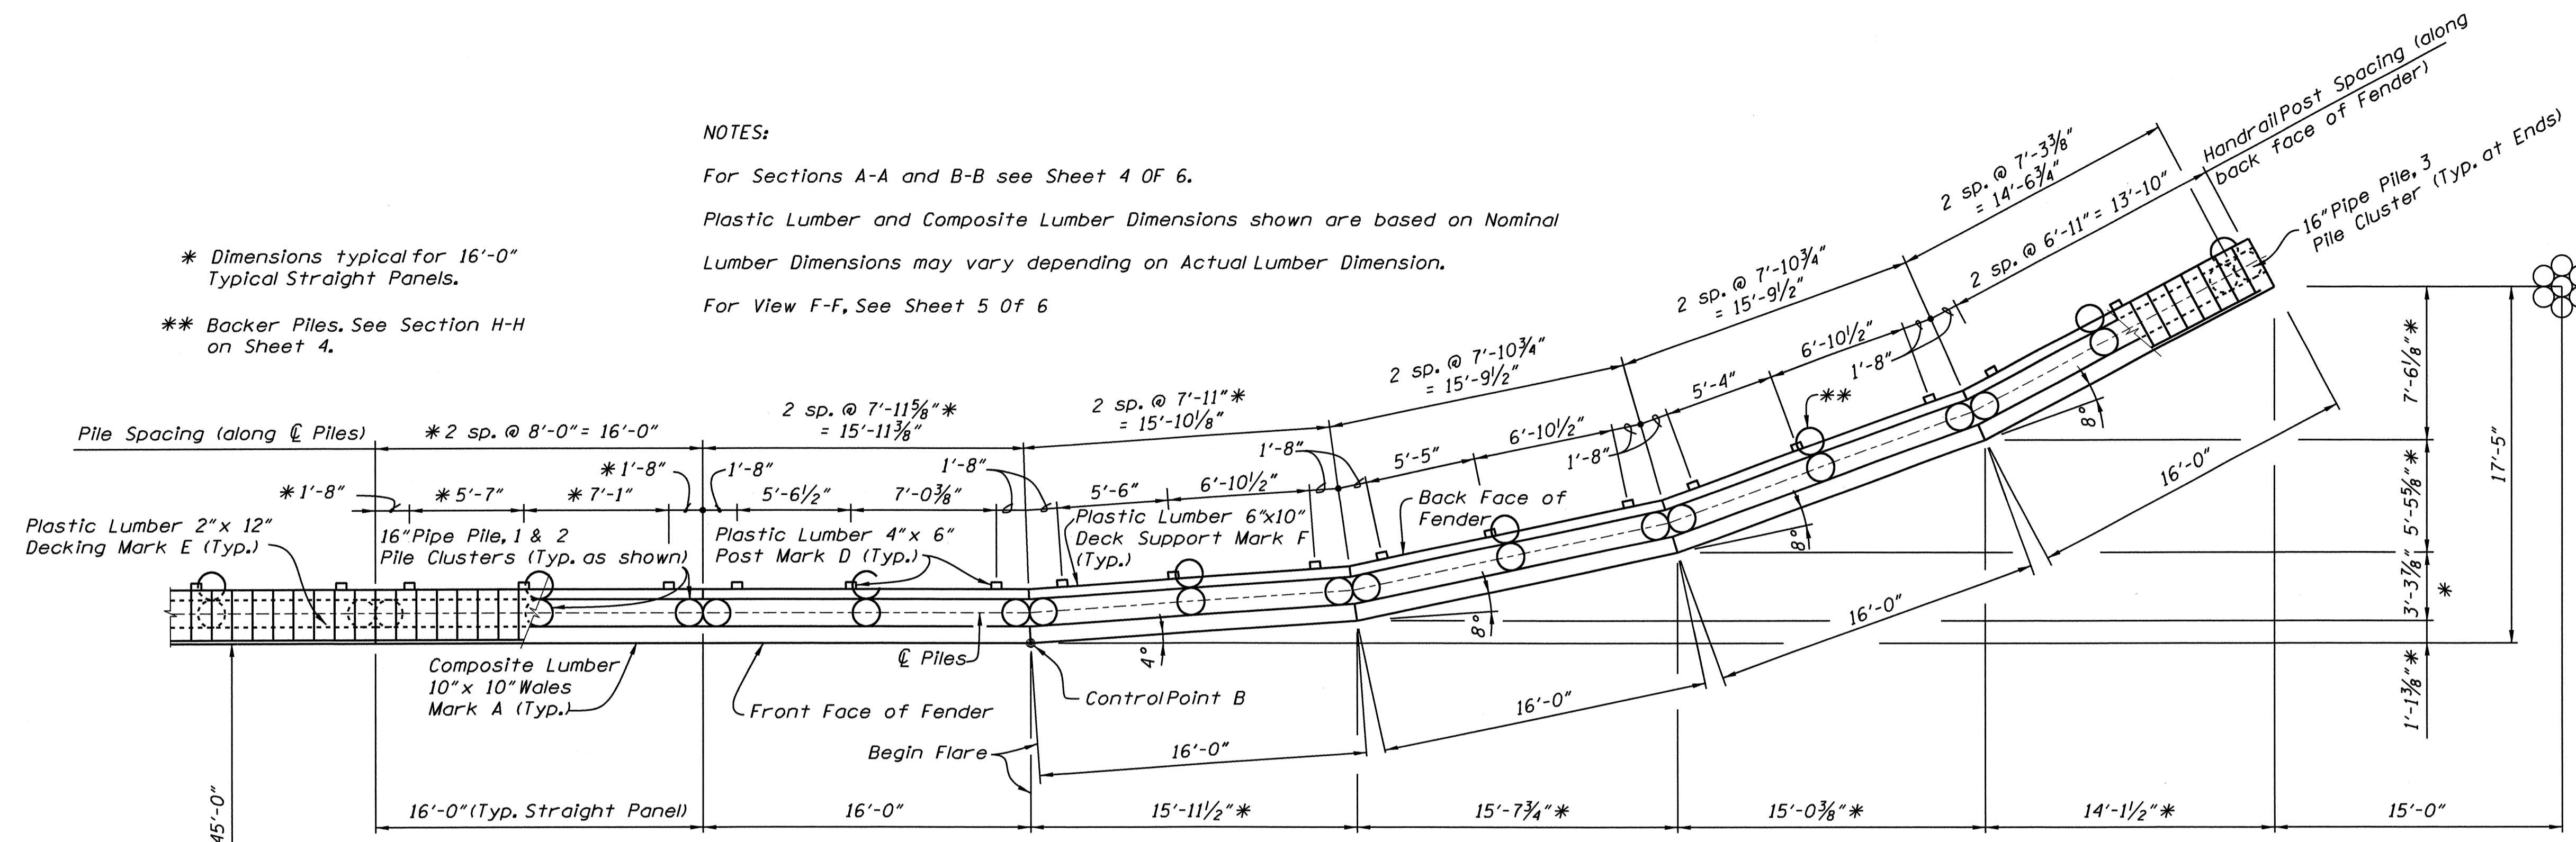 NOTES:
For Sections A-A and B-B see Sheet 4 OF 6.
Plastic Lumber and Composite Lumber Dimensions shown are based on Nominal
Lumber Dimensions may vary depending on Actual Lumber Dimension.
For View F-F, See Sheet 5 Of 6
* Dimensions typical for 16'-0"
Typical Straight Panels.
** Backer Piles. See Section H-H
on Sheet 4.
Handrail Post Spacing (along
back face of Fender)
16" Pipe Pile, 3
Pile Cluster (Typ. at Ends)
2 sp. @ 7'-3⅜"
= 14'-6¾"
2 sp. @ 6'-11" = 13'-10"
2 sp. @ 7'-10¾"
= 15'-9½"
6'-10½"
1'-8"
5'-4"
**
2 sp. @ 7'-10¾"
= 15'-9½"
6'-10½"
1'-8"
5'-5"
2 sp. @ 7'-11"*
= 15'-10⅛"
1'-8"
5'-6"
6'-10½"
2 sp. @ 7'-11⅝"*
= 15'-11⅜"
Pile Spacing (along ℄ Piles)
*2 sp. @ 8'-0" = 16'-0"
*1'-8"
1'-8"
1'-8"
*1'-8"
*5'-7"
*7'-1"
5'-6½"
7'-0⅜"
Plastic Lumber 2" x 12"
Decking Mark E (Typ.)
16" Pipe Pile, 1 & 2
Pile Clusters (Typ. as shown)
Plastic Lumber 4" x 6"
Post Mark D (Typ.)
Plastic Lumber 6"x10"
Deck Support Mark F
(Typ.)
Back Face of
Fender
Composite Lumber
10" x 10" Wales
Mark A (Typ.)
℄ Piles
Front Face of Fender
Control Point B
Begin Flare
4°
8°
8°
8°
16'-0"
16'-0"
16'-0"
16'-0"
7'-6⅛"*
5'-5⅝"*
3'-3⅛"
*
1'-1⅜"*
17'-5"
45'-0"
16'-0" (Typ. Straight Panel)
16'-0"
15'-11½"*
15'-7¾"*
15'-0⅜"*
14'-1½"*
15'-0"